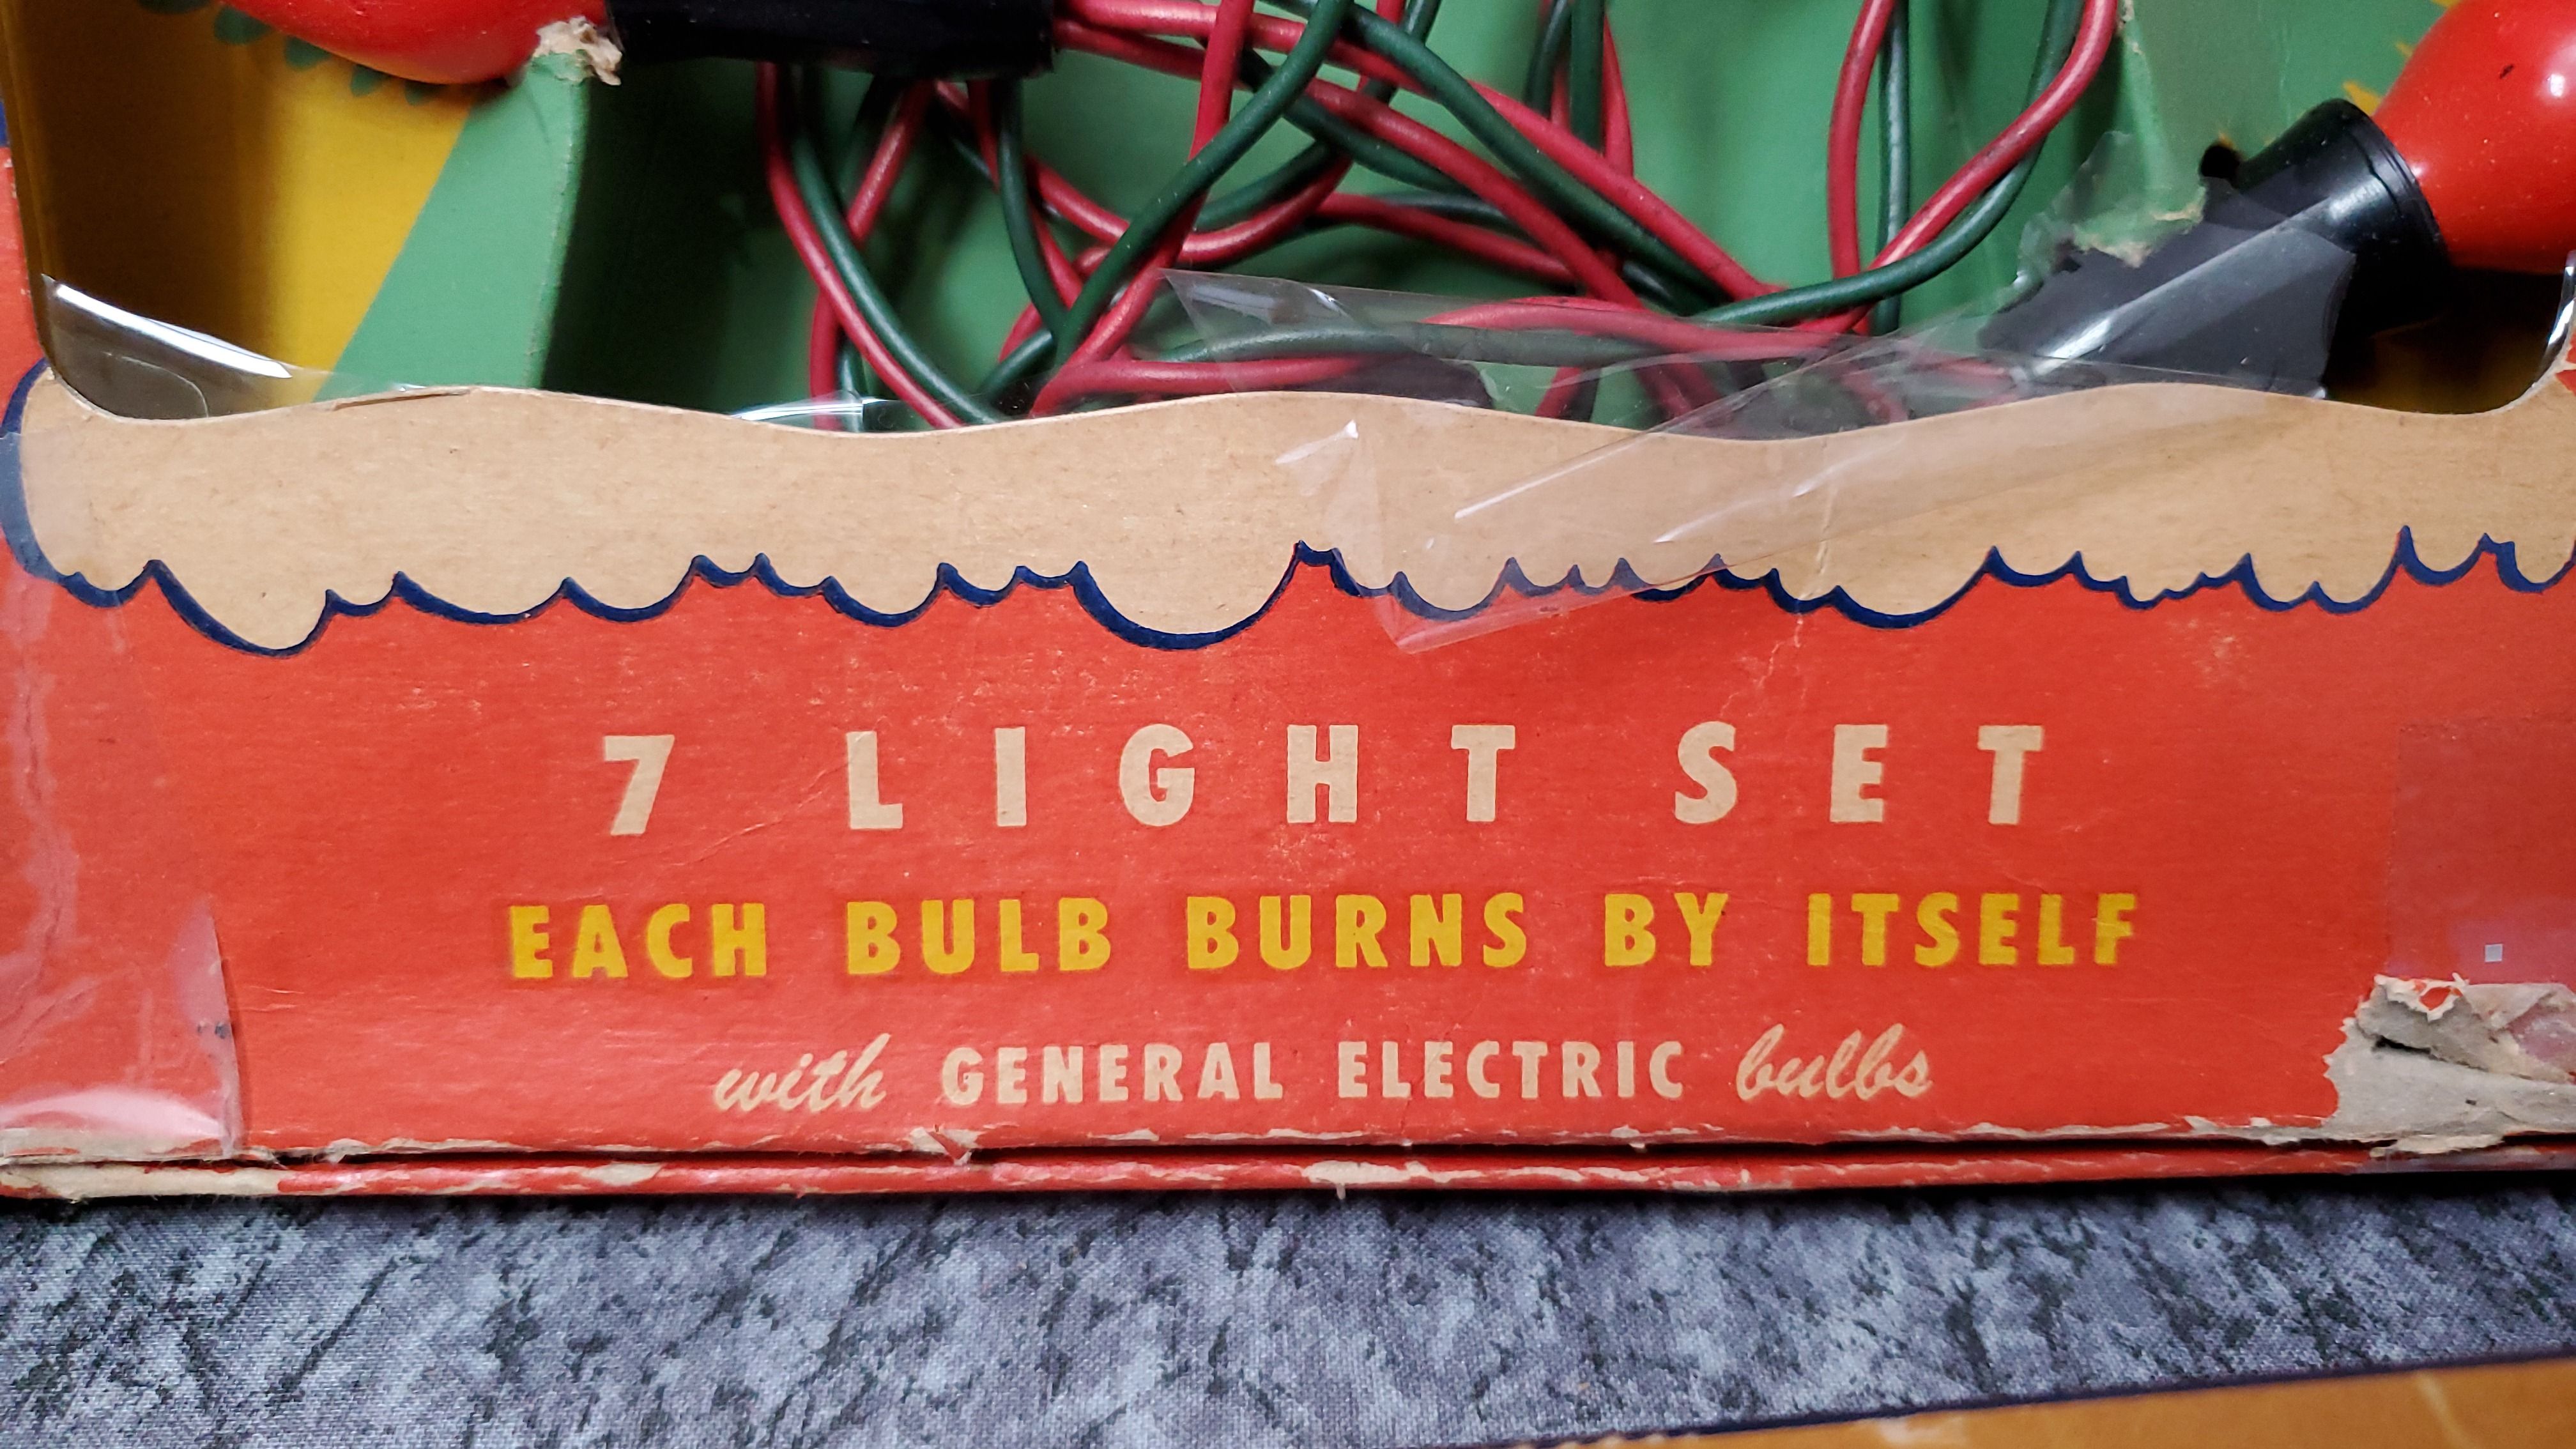 7 LIGHT SET
EACH BULB BURNS BY ITSELF
with GENERAL ELECTRIC bulbs